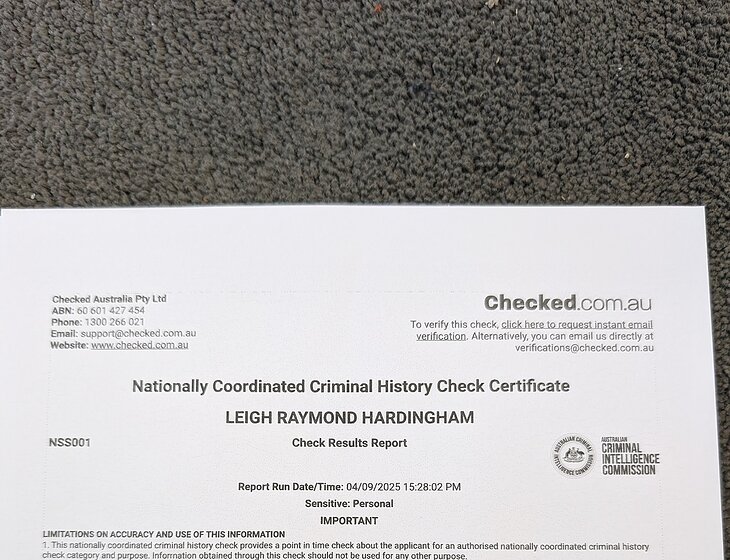 Checked Australia Pty Ltd
ABN: 60 601 427 454
Phone: 1300 266 021
Email: support@checked.com.au
Website: www.checked.com.au
Checked.com.au
To verify this check, click here to request instant email
verification. Alternatively, you can email us directly at
verifications@checked.com.au
Nationally Coordinated Criminal History Check Certificate
LEIGH RAYMOND HARDINGHAM
NSS001
Check Results Report
AUSTRALIAN CRIMINAL
INTELLIGENCE COMMISSION
AUSTRALIAN
CRIMINAL
INTELLIGENCE
COMMISSION
Report Run Date/Time: 04/09/2025 15:28:02 PM
Sensitive: Personal
IMPORTANT
LIMITATIONS ON ACCURACY AND USE OF THIS INFORMATION
1. This nationally coordinated criminal history check provides a point in time check about the applicant for an authorised nationally coordinated criminal history
check category and purpose. Information obtained through this check should not be used for any other purpose.